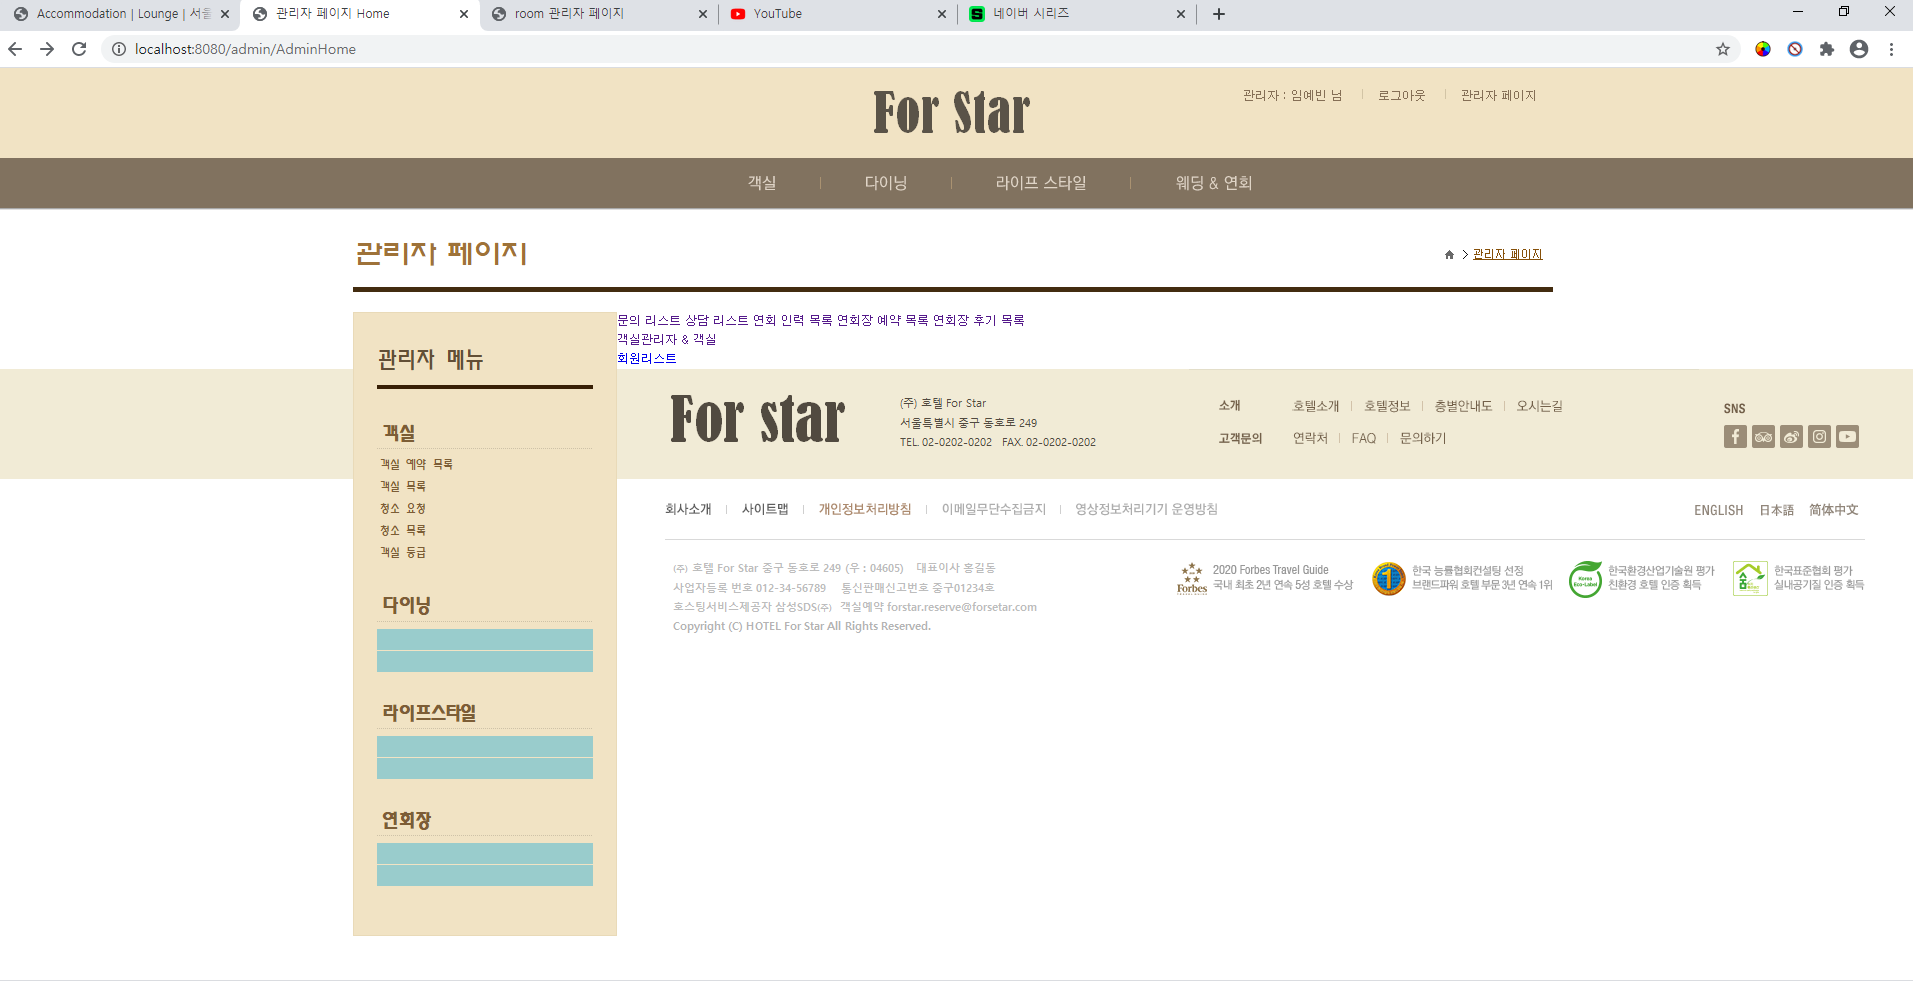 Accommodation | Lounge | 서울
관리자 페이지 Home
room 관리자 페이지
YouTube
네이버 시리즈
localhost:8080/admin/AdminHome
For Star
관리자 : 임예빈 님
로그아웃
관리자 페이지
객실
다이닝
라이프 스타일
웨딩 & 연회
관리자 페이지
> 관리자 페이지
문의 리스트 상담 리스트 연회 인력 목록 연회장 예약 목록 연회장 후기 목록
객실관리자 & 객실
회원리스트
관리자 메뉴
객실
객실 예약 목록
객실 목록
청소 요청
청소 목록
객실 등급
다이닝
라이프스타일
연회장
For star
(주) 호텔 For Star
서울특별시 중구 동호로 249
TEL. 02-0202-0202 FAX. 02-0202-0202
소개 호텔소개 호텔정보 층별안내도 오시는길
고객문의 연락처 FAQ 문의하기
SNS
회사소개 사이트맵 개인정보처리방침 이메일무단수집금지 영상정보처리기기 운영방침
ENGLISH 日本語 简体中文
(주) 호텔 For Star 중구 동호로 249 (우 : 04605) 대표이사 홍길동
사업자등록 번호 012-34-56789 통신판매신고번호 중구01234호
호스팅서비스제공자 삼성SDS(주) 객실예약 forstar.reserve@forsetar.com
Copyright (C) HOTEL For Star All Rights Reserved.
Forbes
2020 Forbes Travel Guide
국내 최초 2년 연속 5성 호텔 수상
1
한국 능률협회컨설팅 선정
브랜드파워 호텔 부문 3년 연속 1위
Korea
Eco-Label
한국환경산업기술원 평가
친환경 호텔 인증 획득
한국표준협회 평가
실내공기질 인증 획득